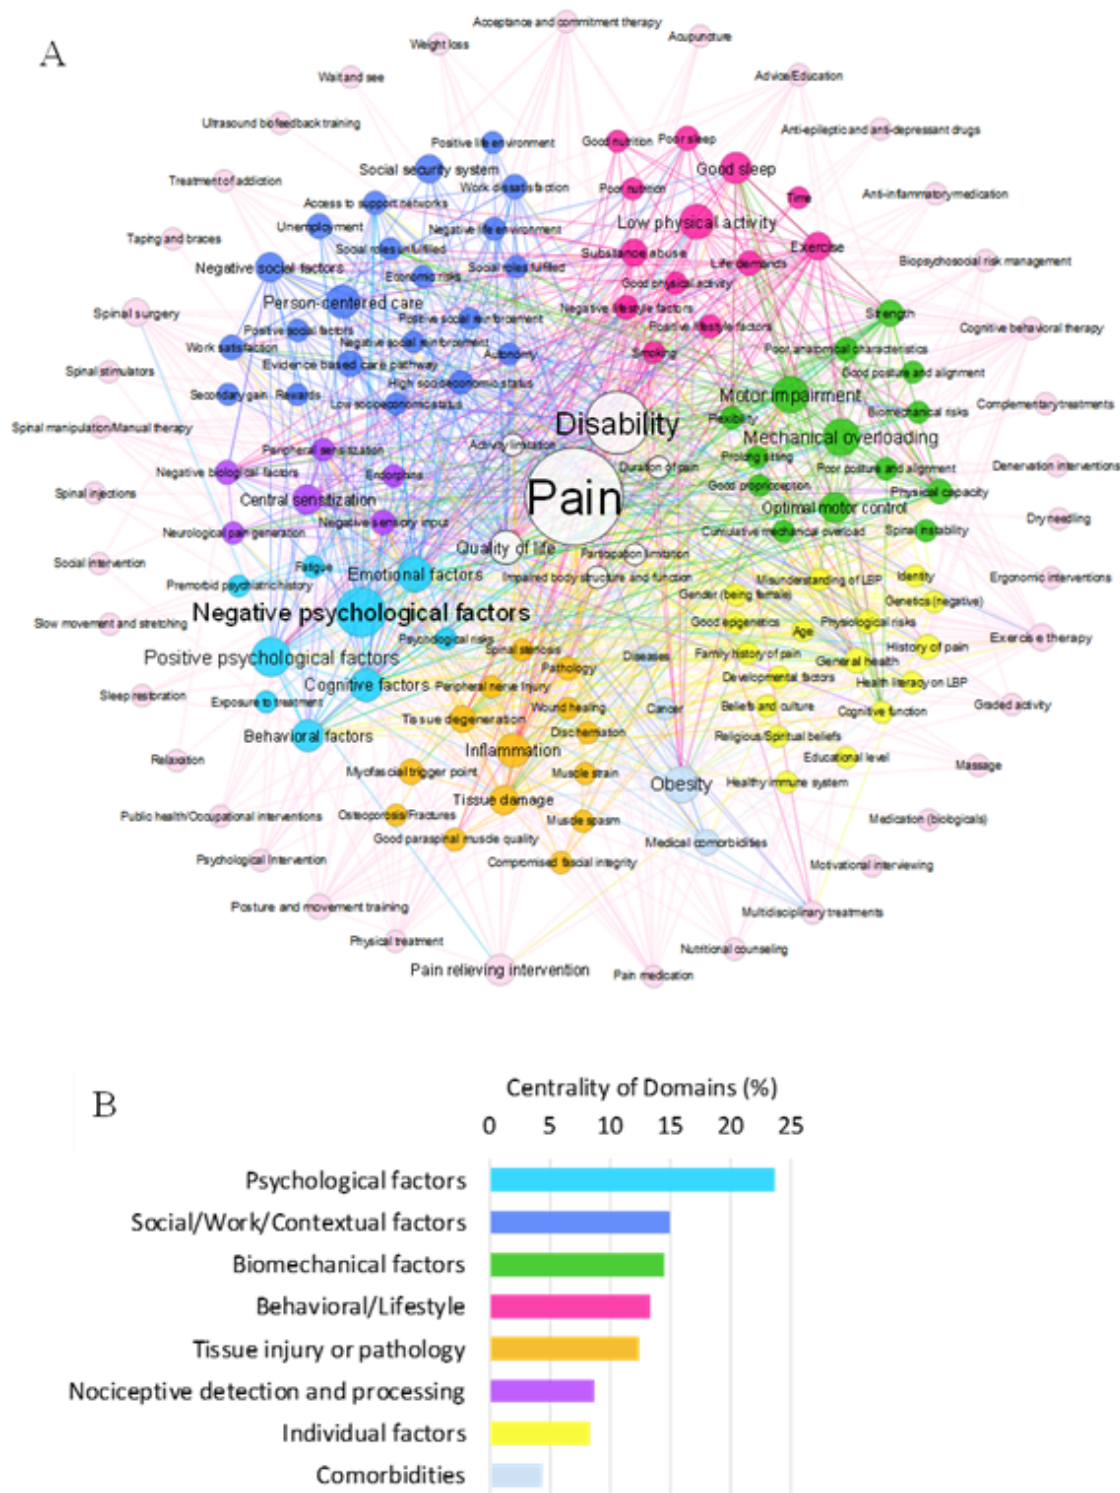 A
Acceptance and commitment therapy
Weight loss
Acupuncture
Wait and see
Advice/Education
Ultrasound biofeedback training
Anti-epileptic and anti-depressant drugs
Positive life environment
Good nutrition
Poor sleep
Social security system
Good sleep
Treatment of addiction
Work dissatisfaction
Poor nutrition
Time
Anti-inflammatory medication
Access to support networks
Unemployment
Negative life environment
Low physical activity
Taping and braces
Social roles unfulfilled
Substance abuse
Exercise
Negative social factors
Economic risks
Social roles fulfilled
Life demands
Biopsychosocial risk management
Good physical activity
Person-centered care
Negative lifestyle factors
Spinal surgery
Positive social reinforcement
Positive lifestyle factors
Strength
Cognitive behavioral therapy
Positive social factors
Negative social reinforcement
Work satisfaction
Autonomy
Smoking
Poor anatomical characteristics
Evidence based care pathway
Spinal stimulators
High socioeconomic status
Good posture and alignment
Secondary gain
Rewards
Low socioeconomic status
Motor impairment
Complementary treatments
Biomechanical risks
Flexibility
Disability
Spinal manipulation/Manual therapy
Activity limitation
Mechanical overloading
Peripheral sensitization
Prolong sitting
Negative biological factors
Endorphins
Duration of pain
Poor posture and alignment
Denervation interventions
Spinal injections
Central sensitization
Pain
Good proprioception
Physical capacity
Optimal motor control
Negative sensory input
Dry needling
Neurological pain generation
Cumulative mechanical overload
Spinal instability
Quality of life
Participation limitation
Social intervention
Fatigue
Emotional factors
Impaired body structure and function
Misunderstanding of LBP
Identity
Ergonomic interventions
Premorbid psychiatric history
Gender (being female)
Genetics (negative)
Negative psychological factors
Slow movement and stretching
Good epigenetics
Age
Physiological risks
Psychological risks
Exercise therapy
Spinal stenosis
Positive psychological factors
Diseases
Family history of pain
History of pain
General health
Pathology
Cognitive factors
Peripheral nerve Injury
Developmental factors
Health literacy on LBP
Sleep restoration
Exposure to treatment
Wound healing
Cancer
Beliefs and culture
Cognitive function
Graded activity
Tissue degeneration
Discherniation
Behavioral factors
Religious/Spiritual beliefs
Inflammation
Educational level
Relaxation
Myofascial trigger point
Muscle strain
Obesity
Healthy immune system
Massage
Tissue damage
Public health/Occupational interventions
Osteoporosis/Fractures
Muscle spasm
Medication (biologicals)
Good paraspinal muscle quality
Medical comorbidities
Psychological Intervention
Compromised fascial integrity
Motivational interviewing
Posture and movement training
Multidisciplinary treatments
Physical treatment
Nutritional counseling
Pain relieving intervention
Pain medication
B
Centrality of Domains (%)
0 5 10 15 20 25
Psychological factors
Social/Work/Contextual factors
Biomechanical factors
Behavioral/Lifestyle
Tissue injury or pathology
Nociceptive detection and processing
Individual factors
Comorbidities